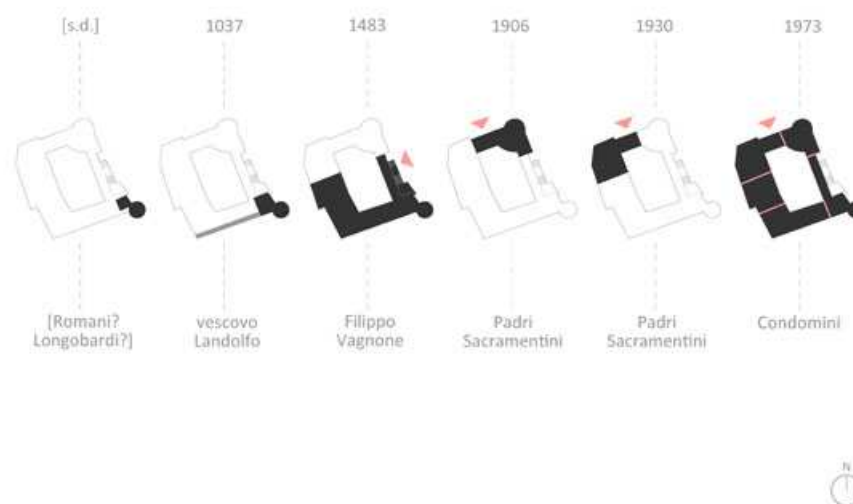 [s.d.] 1037 1483 1906 1930 1973
[Romani? vescovo Filippo Padri Padri Condomini
Longobardi?] Landolfo Vagnone Sacramentini Sacramentini
N